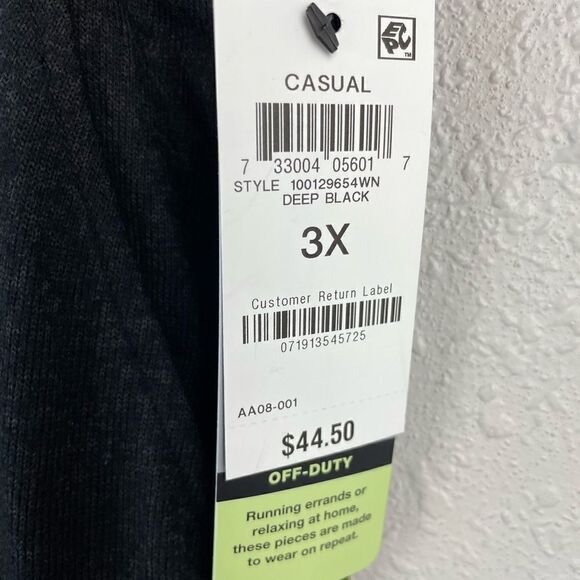 EPC™
CASUAL
7 33004 05601 7
STYLE 100129654WN
DEEP BLACK
3X
Customer Return Label
071913545725
AA08-001
$44.50
OFF-DUTY
Running errands or
relaxing at home,
these pieces are made
to wear on repeat.